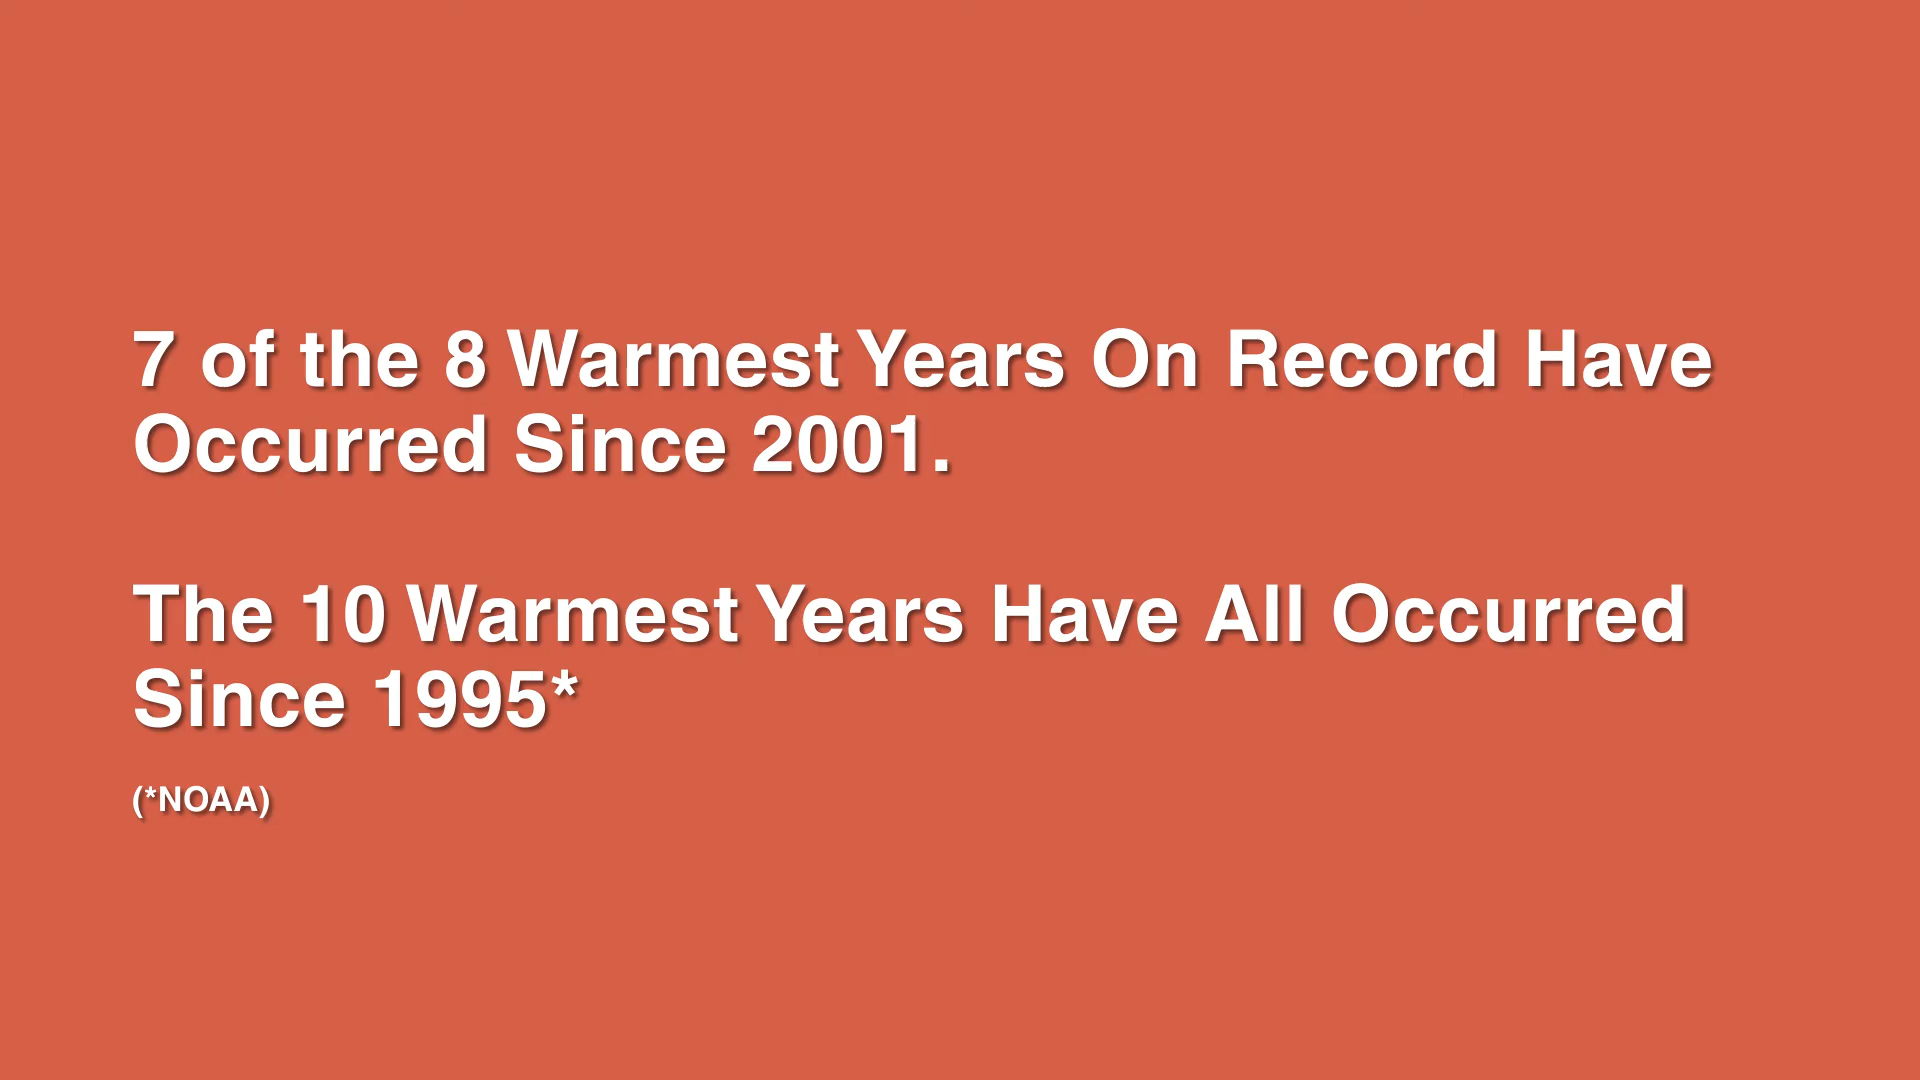 7 of the 8 Warmest Years On Record Have
Occurred Since 2001.
The 10 Warmest Years Have All Occurred
Since 1995*
(*NOAA)